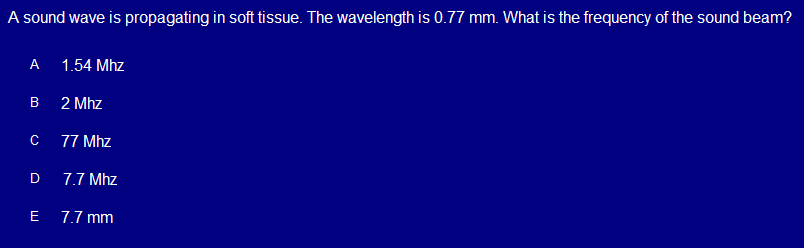 A sound wave is propagating in soft tissue. The wavelength is 0.77 mm. What is the frequency of the sound beam?
A 1.54 Mhz
B 2 Mhz
C 77 Mhz
D 7.7 Mhz
E 7.7 mm